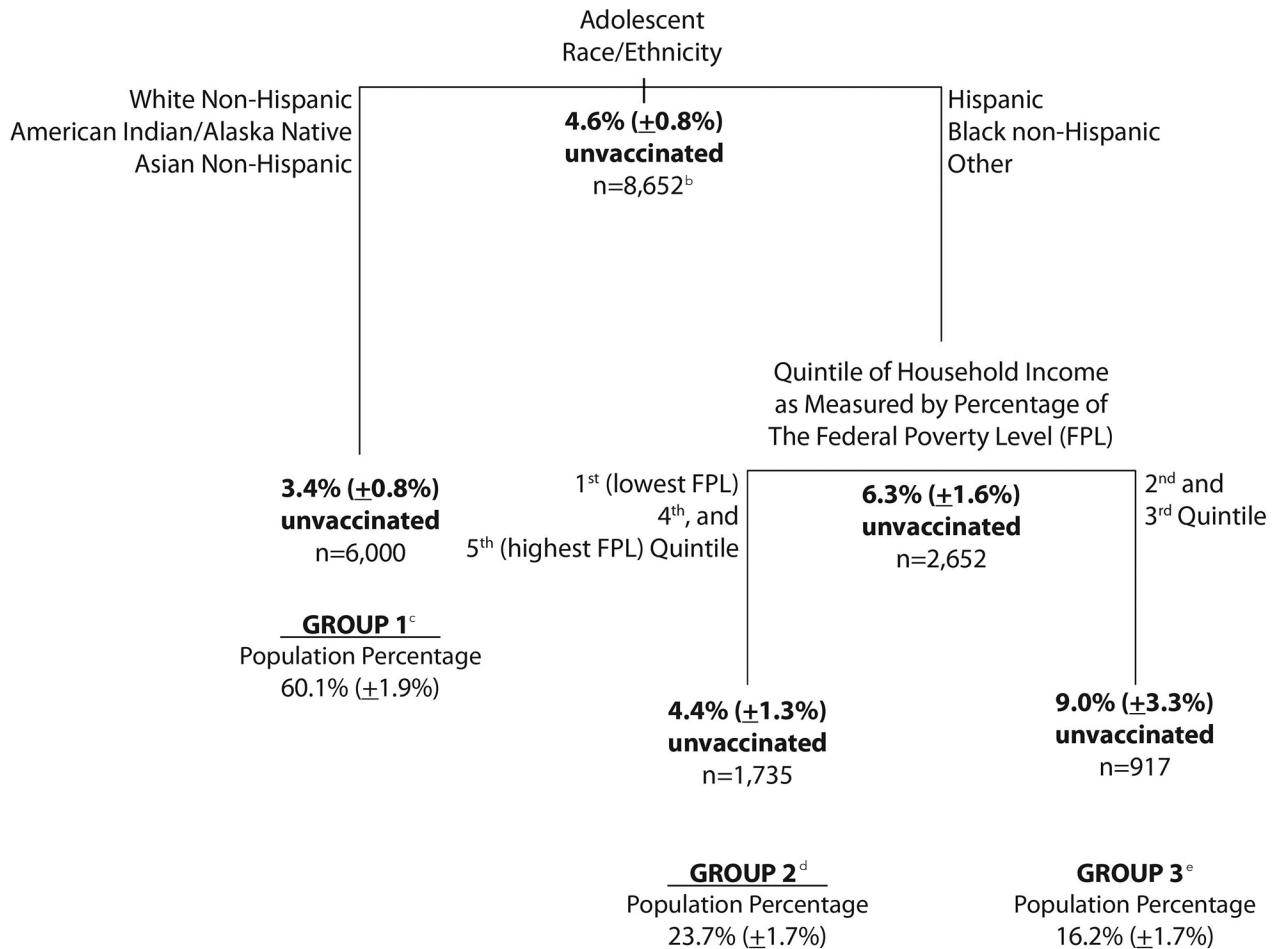 Adolescent
Race/Ethnicity
White Non-Hispanic
American Indian/Alaska Native
Asian Non-Hispanic
4.6% (±0.8%)
unvaccinated
n=8,652ᵇ
Hispanic
Black non-Hispanic
Other
Quintile of Household Income
as Measured by Percentage of
The Federal Poverty Level (FPL)
3.4% (±0.8%)
unvaccinated
n=6,000
GROUP 1ᶜ
Population Percentage
60.1% (±1.9%)
1ˢᵗ (lowest FPL)
4ᵗʰ, and
5ᵗʰ (highest FPL) Quintile
6.3% (±1.6%)
unvaccinated
n=2,652
2ⁿᵈ and
3ʳᵈ Quintile
4.4% (±1.3%)
unvaccinated
n=1,735
9.0% (±3.3%)
unvaccinated
n=917
GROUP 2ᵈ
Population Percentage
23.7% (±1.7%)
GROUP 3ᵉ
Population Percentage
16.2% (±1.7%)